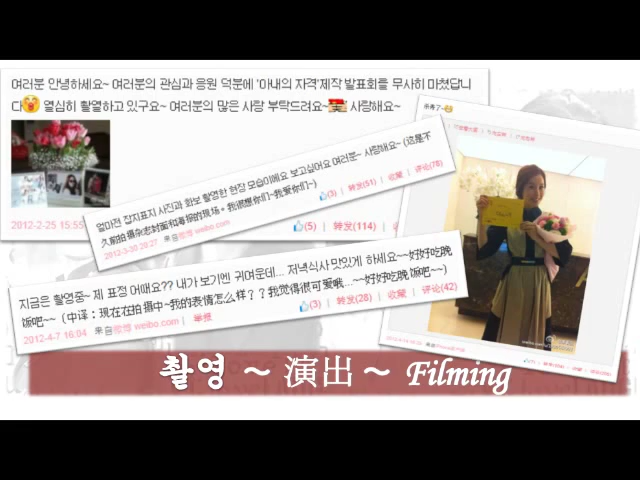 여러분 안녕하세요~ 여러분의 관심과 응원 덕분에 '아내의 자격'제작 발표회를 무사히 마쳤답니
다 열심히 촬영하고 있구요~ 여러분의 많은 사랑 부탁드려요~ 사랑해요~
2012-2-25 15:55
(5) 转发(114)
얼마전 잡지표지 사진과 화보 촬영한 현장 모습이예요 보고싶어요 여러분~ 사랑해요~ (这是不
久前拍摄杂志封面和海报的现场。我很想你们~我爱你们~)
2012-3-30 20:27 来自微博 weibo.com
(3) 转发(51) 收藏 评论(78)
지금은 촬영중~ 제 표정 어때요?? 내가 보기엔 귀여운데... 저녁식사 맛있게 하세요~~好好吃晚
饭吧~~ (中译：现在在拍摄中~我的表情怎么样？？我觉得很可爱哦...~~好好吃晚饭吧~~)
2012-4-7 16:04 来自微博 weibo.com 举报
(3) 转发(28) 收藏 评论(42)
촬영 ~ 演出 ~ Filming